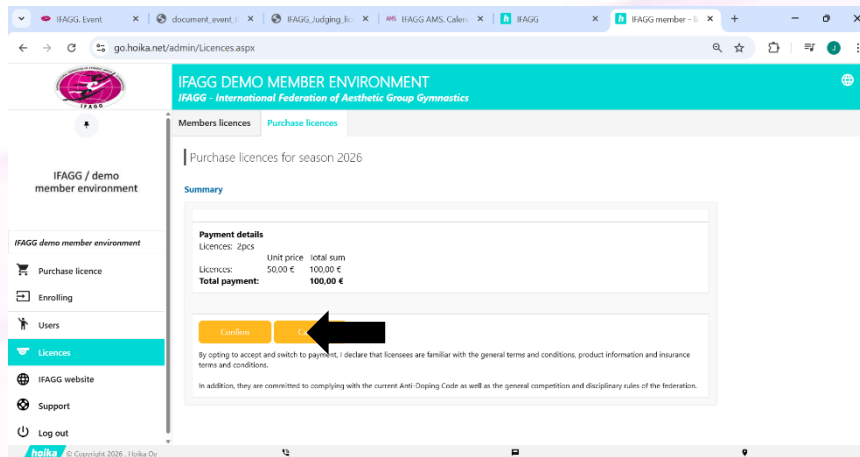 IFAGG. Event
document_event_
IFAGG_Judging_lic
AMS IFAGG AMS. Calen
IFAGG
IFAGG member - 
go.hoika.net/admin/Licences.aspx
J
IFAGG
IFAGG DEMO MEMBER ENVIRONMENT
IFAGG - International Federation of Aesthetic Group Gymnastics
Members licences Purchase licences
IFAGG / demo
member environment
IFAGG demo member environment
Purchase licence
Enrolling
Users
Licences
IFAGG website
Support
Log out
Purchase licences for season 2026
Summary
Payment details
Licences: 2pcs
Unit price Total sum
Licences: 50,00 € 100,00 €
Total payment: 100,00 €
Confirm
By opting to accept and switch to payment, I declare that licensees are familiar with the general terms and conditions, product information and insurance
terms and conditions.
In addition, they are committed to complying with the current Anti-Doping Code as well as the general competition and disciplinary rules of the federation.
hoika © Copyright 2026 , Hoika Oy